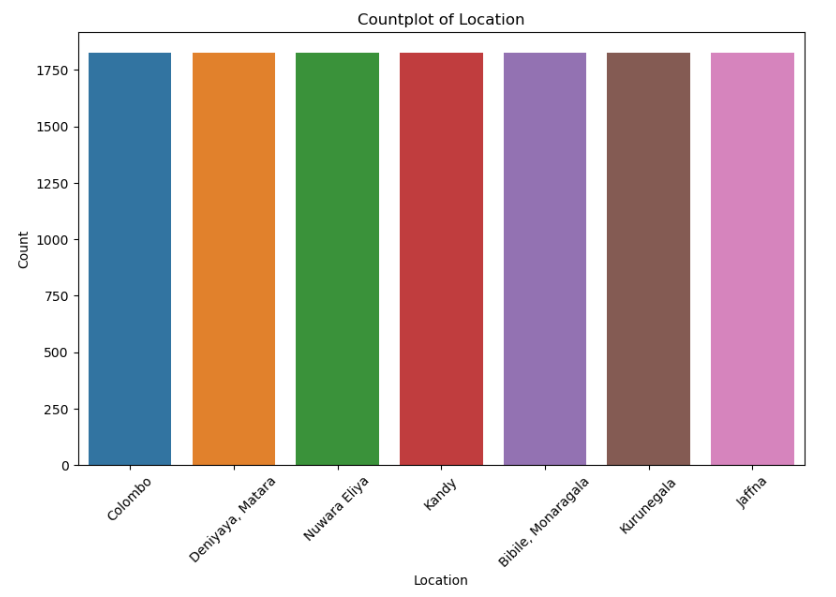 Countplot of Location
1750
1500
1250
1000
750
500
250
0
Count
Colombo
Deniyaya, Matara
Nuwara Eliya
Kandy
Bibile, Monaragala
Kurunegala
Jaffna
Location